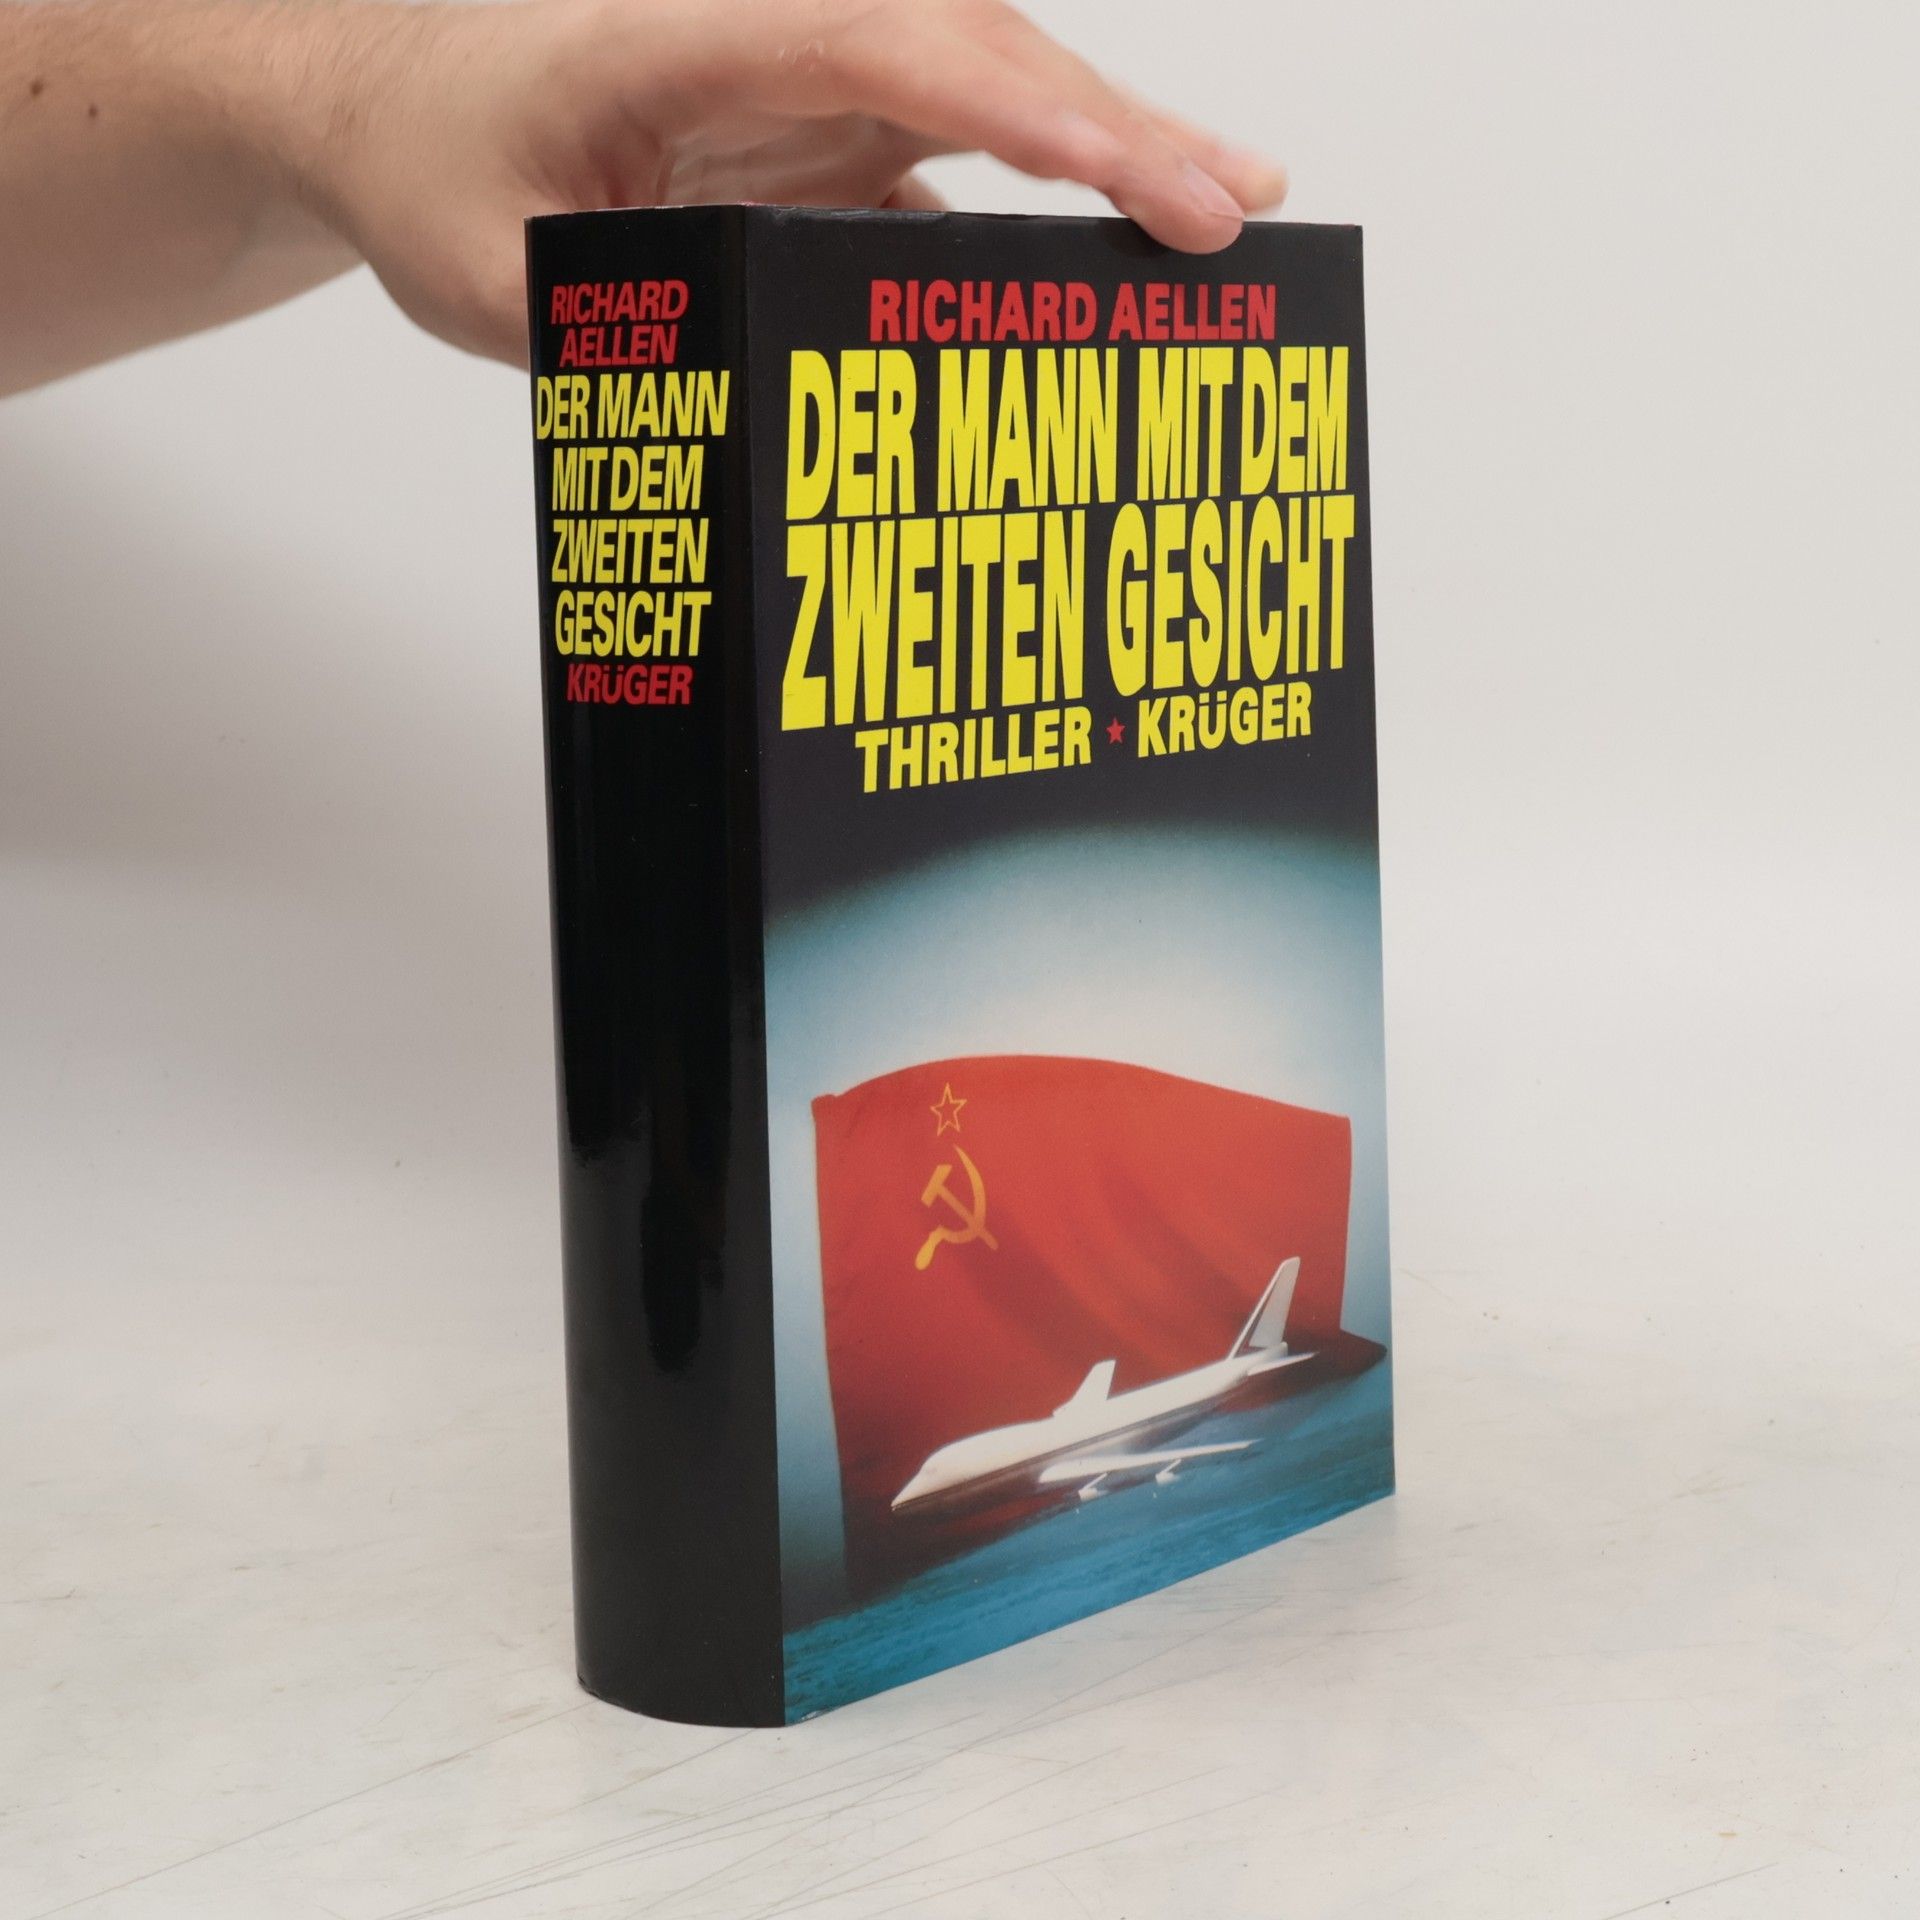 RICHARD
AELLEN
DER MANN
MIT DEM
ZWEITEN
GESICHT
KRÜGER
RICHARD AELLEN
DER MANN MIT DEM
ZWEITEN GESICHT
THRILLER ★ KRÜGER